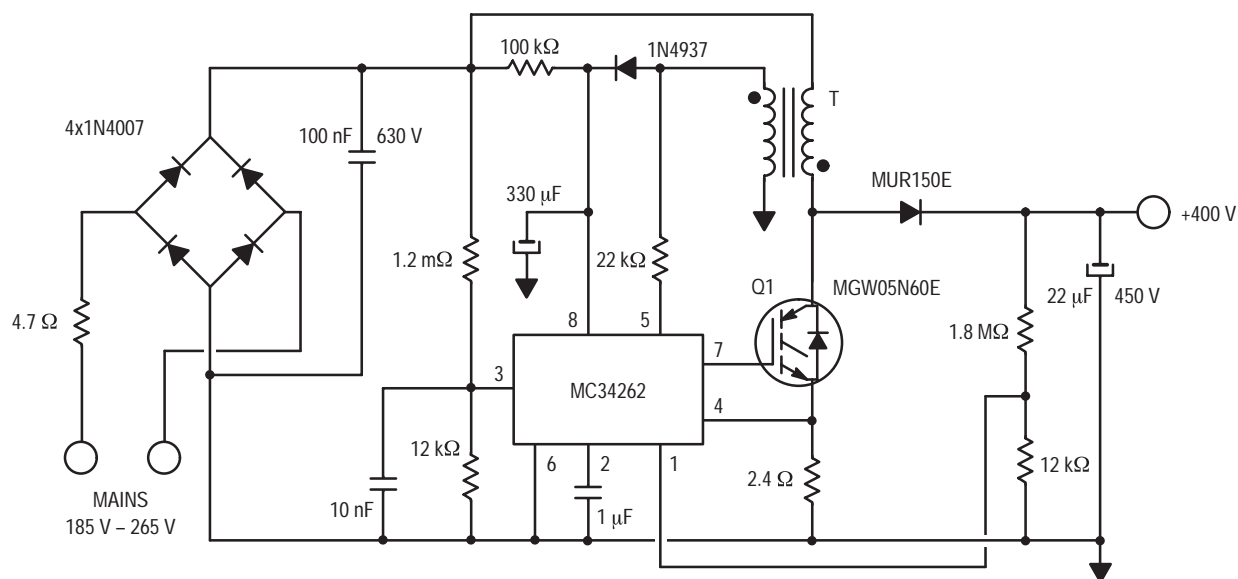 100 kΩ
1N4937
T
4x1N4007
100 nF
630 V
MUR150E
+400 V
330 μF
1.2 mΩ
22 kΩ
Q1
MGW05N60E
22 μF
450 V
4.7 Ω
8
5
1.8 MΩ
7
3
MC34262
4
12 kΩ
6
2
1
2.4 Ω
12 kΩ
MAINS
185 V – 265 V
10 nF
1 μF